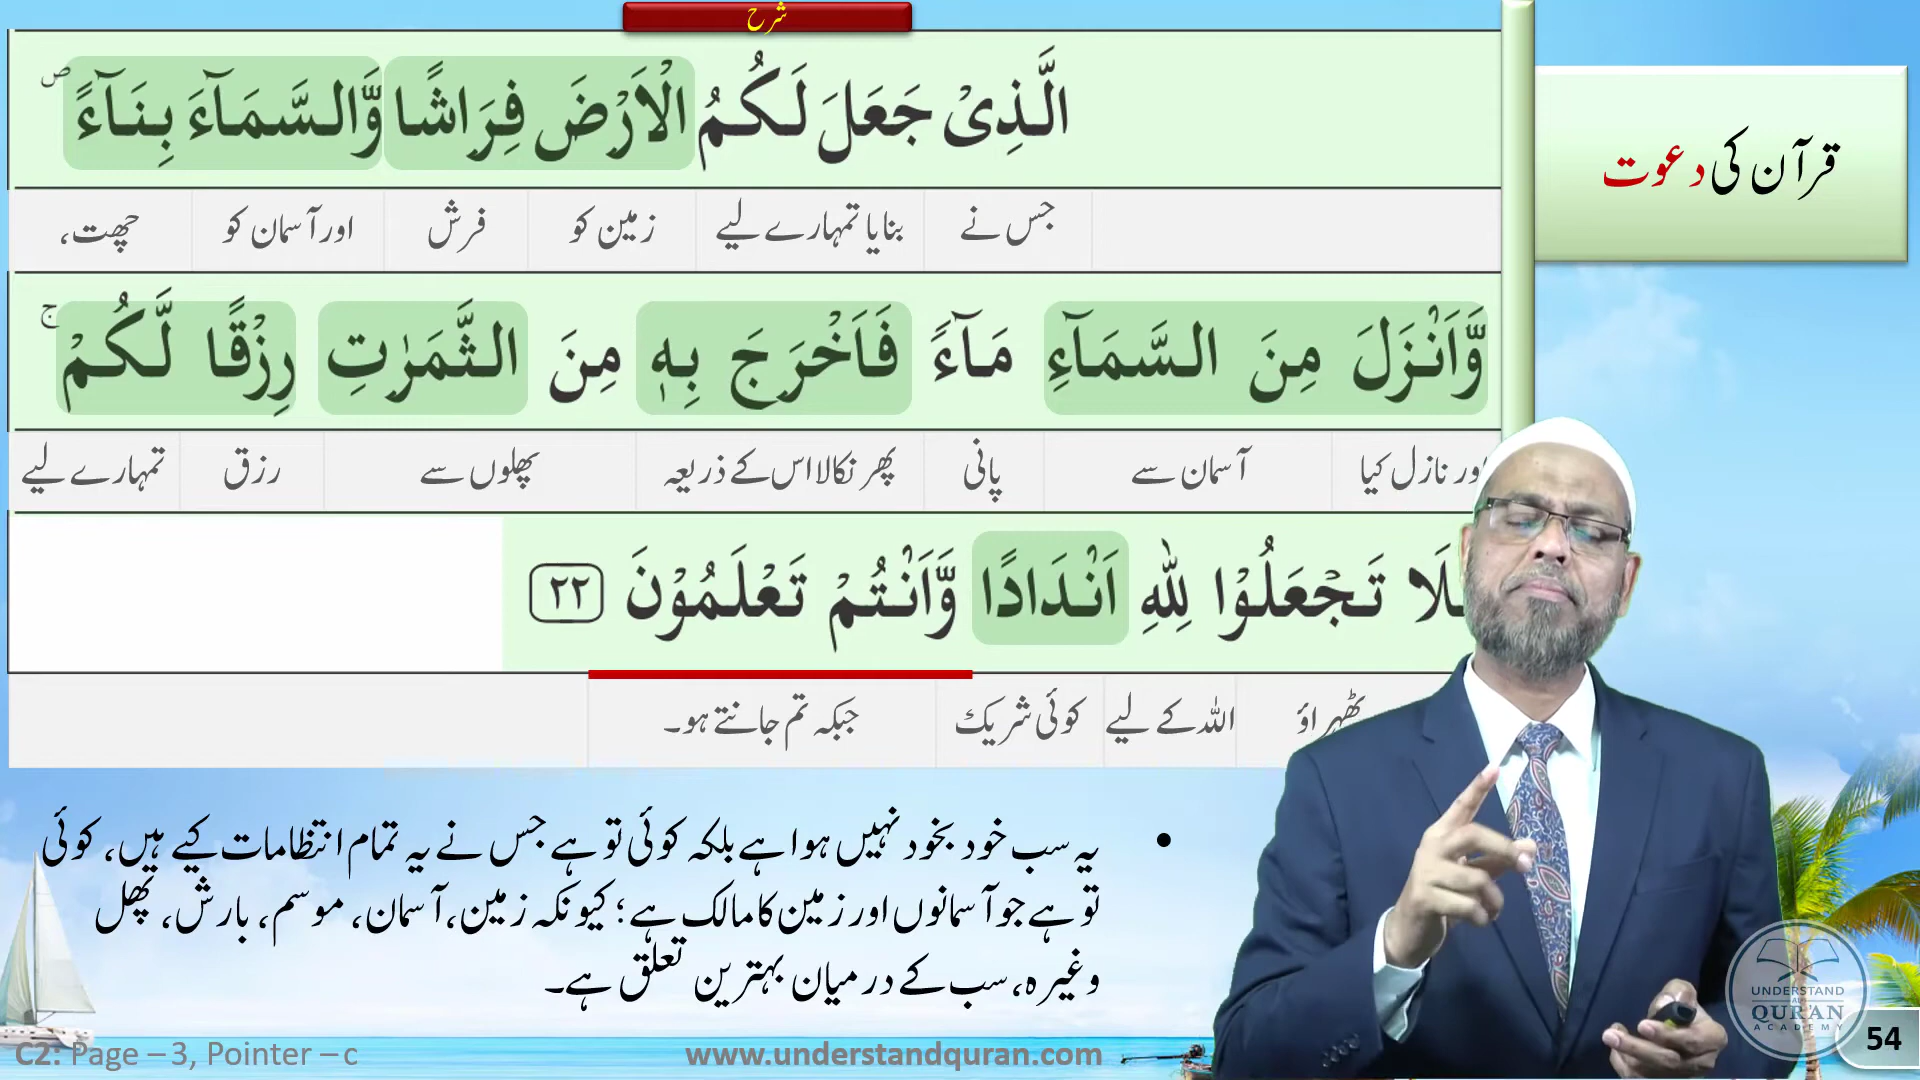 شرح
قرآن کی دعوت
الَّذِیْ جَعَلَ لَكُمُ الْاَرْضَ فِرَاشًا وَّالسَّمَآءَ بِنَآءً ۪ص
جس نے بنایا تمہارے لیے زمین کو فرش اور آسمان کو چھت،
وَّاَنْزَلَ مِنَ السَّمَآءِ مَآءً فَاَخْرَجَ بِهٖ مِنَ الثَّمَرٰتِ رِزْقًا لَّكُمْ ج
اور نازل کیا آسمان سے پانی پھر نکالا اس کے ذریعہ پھلوں سے رزق تمہارے لیے
تَجْعَلُوْا لِلّٰهِ اَنْدَادًا وَّاَنْتُمْ تَعْلَمُوْنَ ۲۲
ٹھہراؤ اللہ کے لیے کوئی شریک جبکہ تم جانتے ہو۔
• یہ سب خود بخود نہیں ہوا ہے بلکہ کوئی تو ہے جس نے یہ تمام انتظامات کیے ہیں، کوئی
تو ہے جو آسمانوں اور زمین کا مالک ہے؛ کیونکہ زمین، آسمان، موسم، بارش، پھل
وغیرہ، سب کے درمیان بہترین تعلق ہے۔
UNDERSTAND
AL-
QURAN
ACADEMY
C2: Page – 3, Pointer – c
www.understandquran.com
54